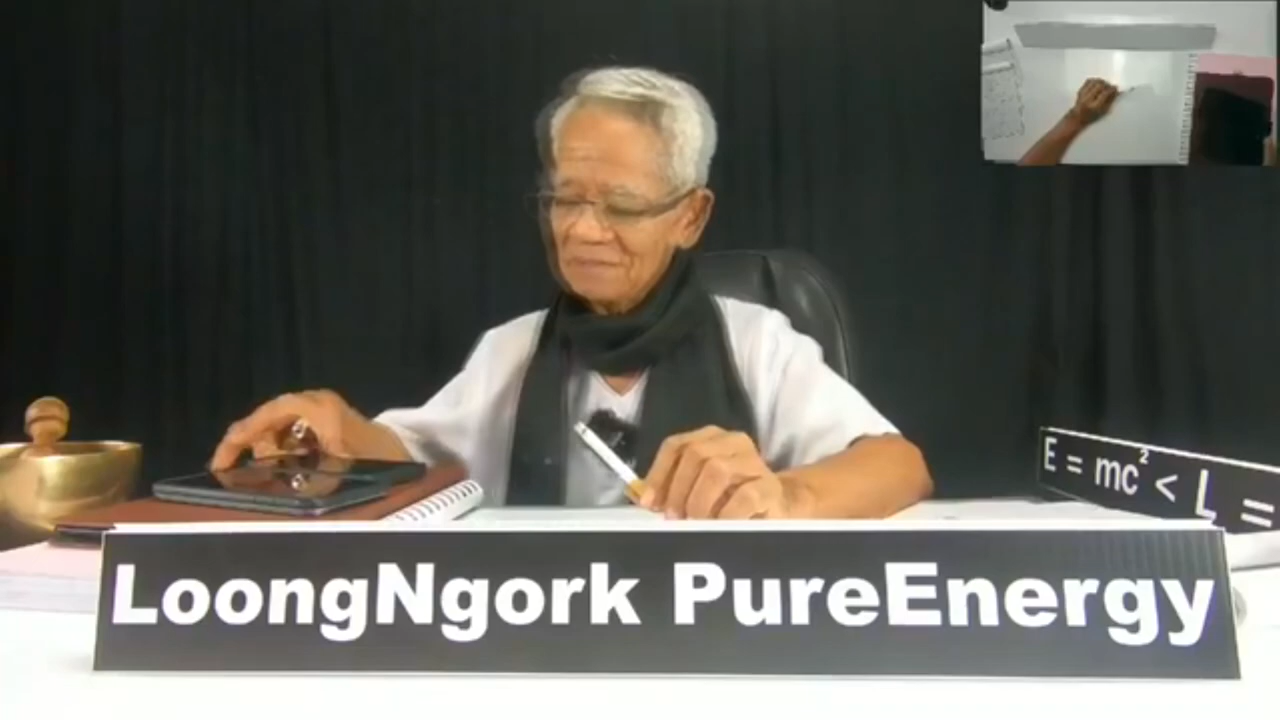 E = mc² < L =
LoongNgork PureEnergy